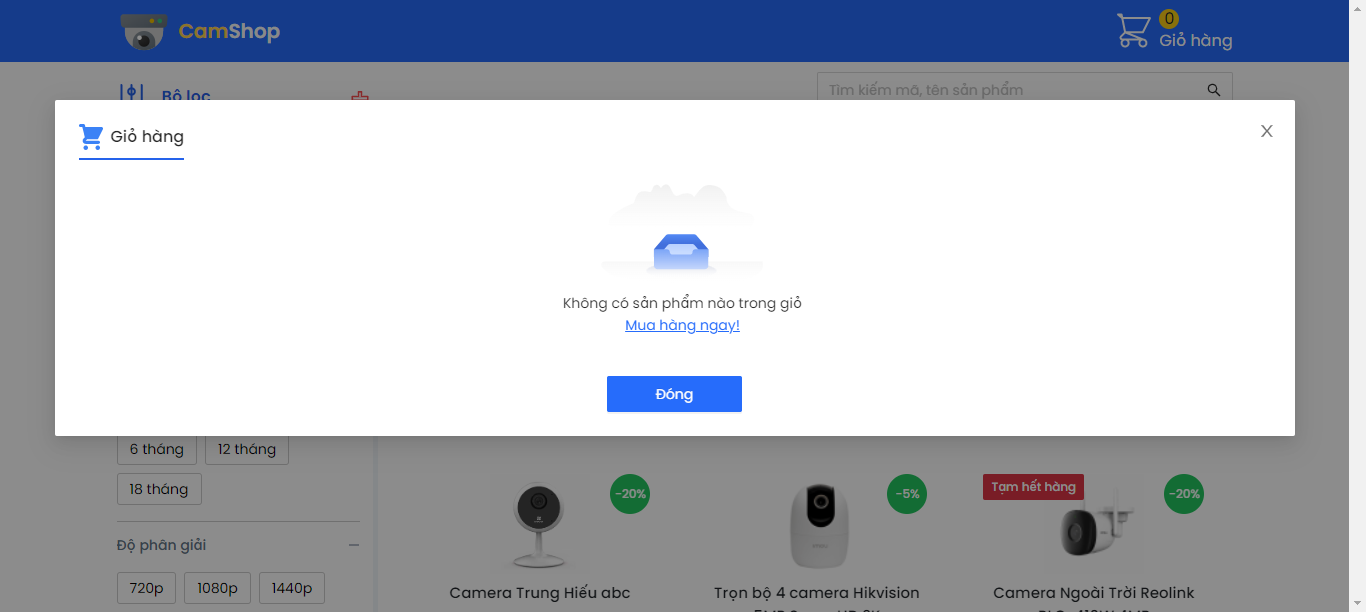 CamShop
0
Giỏ hàng
Bộ lọc
Tìm kiếm mã, tên sản phẩm
Giỏ hàng
X
Không có sản phẩm nào trong giỏ
Mua hàng ngay!
Đóng
6 tháng
12 tháng
18 tháng
Độ phân giải
720p
1080p
1440p
-20%
-5%
Tạm hết hàng
-20%
Camera Trung Hiếu abc
Trọn bộ 4 camera Hikvision
Camera Ngoài Trời Reolink